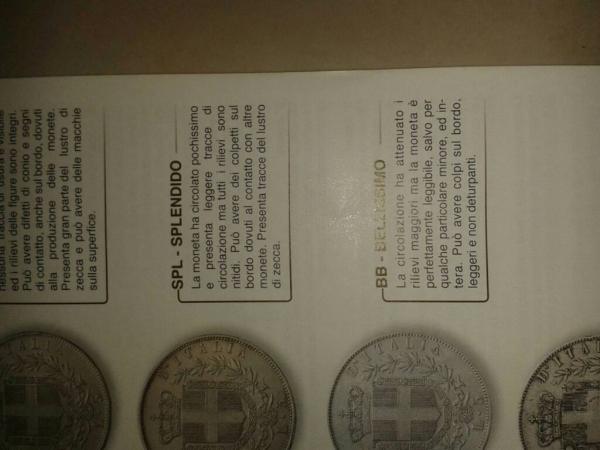 ed i rilievi delle figure sono integri.
Può avere difetti di conio e segni
di contatto, anche sul bordo, dovuti
alla produzione delle monete.
Presenta gran parte del lustro di
zecca e può avere delle macchie
sulla superfice.
SPL - SPLENDIDO
La moneta ha circolato pochissimo
e presenta leggere tracce di
circolazione ma tutti i rilievi sono
nitidi. Può avere dei colpetti sul
bordo dovuti al contatto con altre
monete. Presenta tracce del lustro
di zecca.
BB - BELLISSIMO
La circolazione ha attenuato i
rilievi maggiori ma la moneta è
perfettamente leggibile, salvo per
qualche particolare minore, ed in-
tera. Può avere colpi sul bordo,
leggeri e non deturpanti.
D'ITALIA
D'ITALIA
L. 5